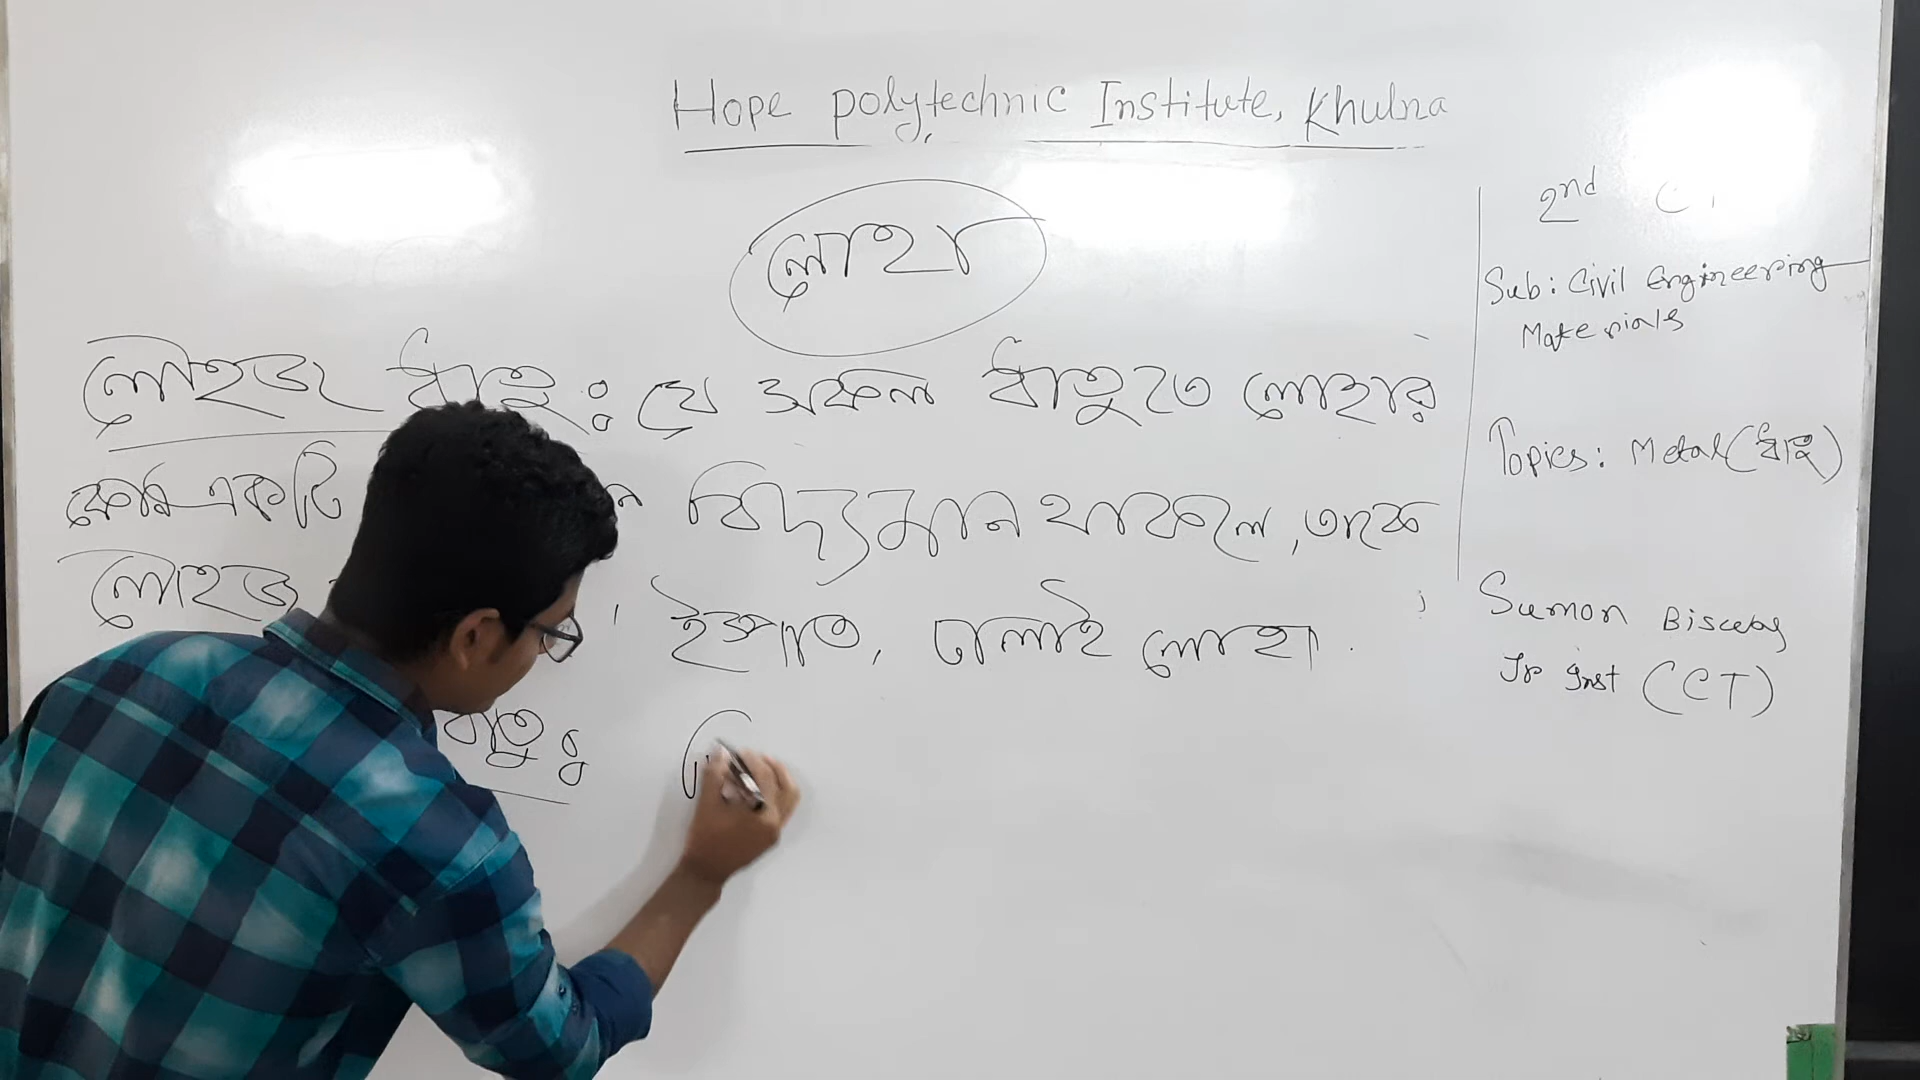 Hope polytechnic Institute, Khulna
লোহা
লৌহজ ধাতু: যে সকল ধাতুতে লোহার
কোন একটি বিদ্যমান থাকলে, তাকে
লৌহজ
ইস্পাত, ঢালাই লোহা.
ধাতু:
2nd
Sub: Civil Engineering
Materials
Topics: Metal (ধাতু)
Sumon Biswas
Jr Inst (CT)